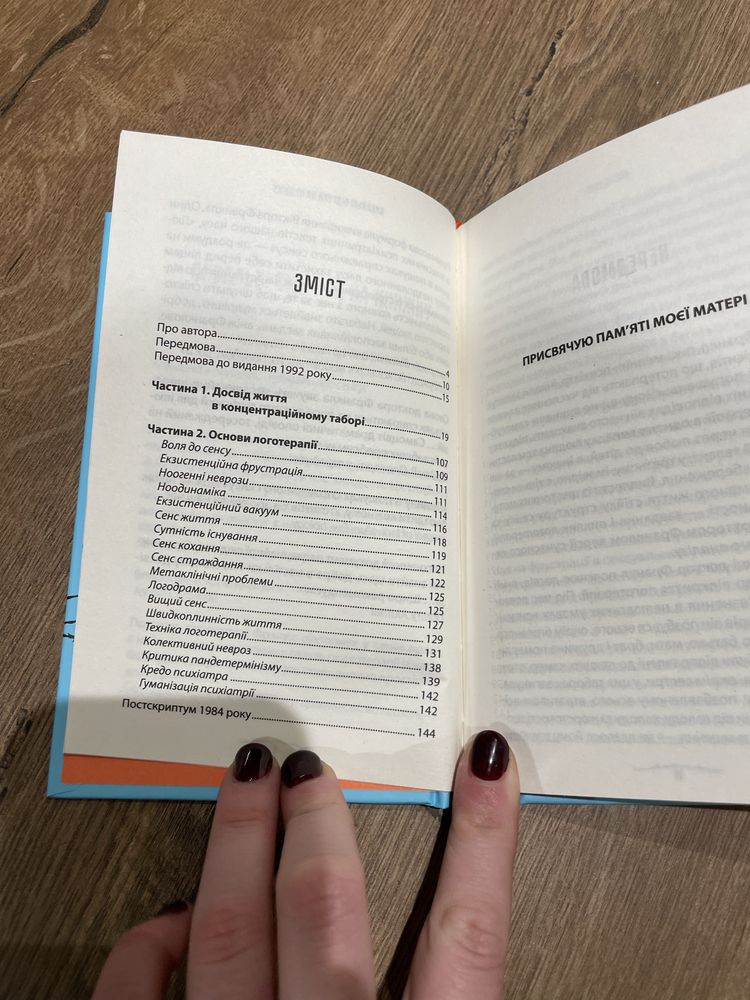 ЗМІСТ
Про автора 4
Передмова 10
Передмова до видання 1992 року 15
Частина 1. Досвід життя
в концентраційному таборі 19
Частина 2. Основи логотерапії 107
Воля до сенсу 109
Екзистенційна фрустрація 111
Ноогенні неврози 111
Ноодинаміка 114
Екзистенційний вакуум 116
Сенс життя 118
Сутність існування 119
Сенс кохання 121
Сенс страждання 122
Метаклінічні проблеми 125
Логодрама 125
Вищий сенс 127
Швидкоплинність життя 129
Техніка логотерапії 131
Колективний невроз 138
Критика пандетермінізму 139
Кредо психіатра 142
Гуманізація психіатрії 142
Постскриптум 1984 року 144
ПРИСВЯЧУЮ ПАМ'ЯТІ МОЄЇ МАТЕРІ